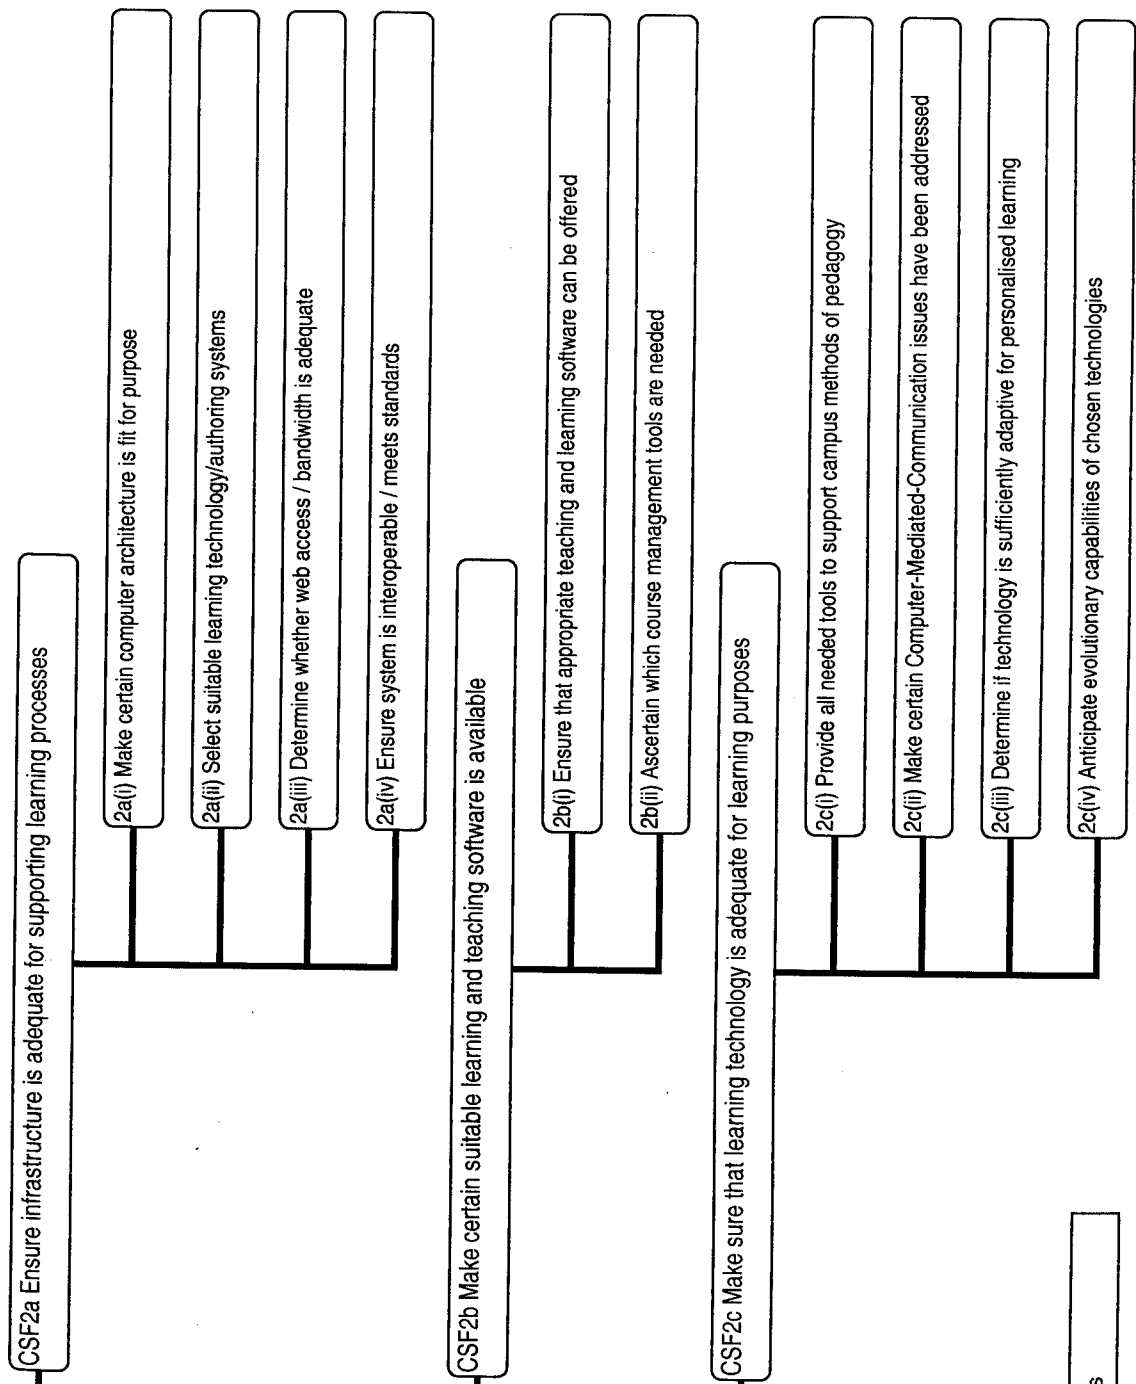 CSF2a Ensure infrastructure is adequate for supporting learning processes
2a(i) Make certain computer architecture is fit for purpose
2a(ii) Select suitable learning technology/authoring systems
2a(iii) Determine whether web access / bandwidth is adequate
2a(iv) Ensure system is interoperable / meets standards
CSF2b Make certain suitable learning and teaching software is available
2b(i) Ensure that appropriate teaching and learning software can be offered
2b(ii) Ascertain which course management tools are needed
CSF2c Make sure that learning technology is adequate for learning purposes
2c(i) Provide all needed tools to support campus methods of pedagogy
2c(ii) Make certain Computer-Mediated-Communication issues have been addressed
2c(iii) Determine if technology is sufficiently adaptive for personalised learning
2c(iv) Anticipate evolutionary capabilities of chosen technologies